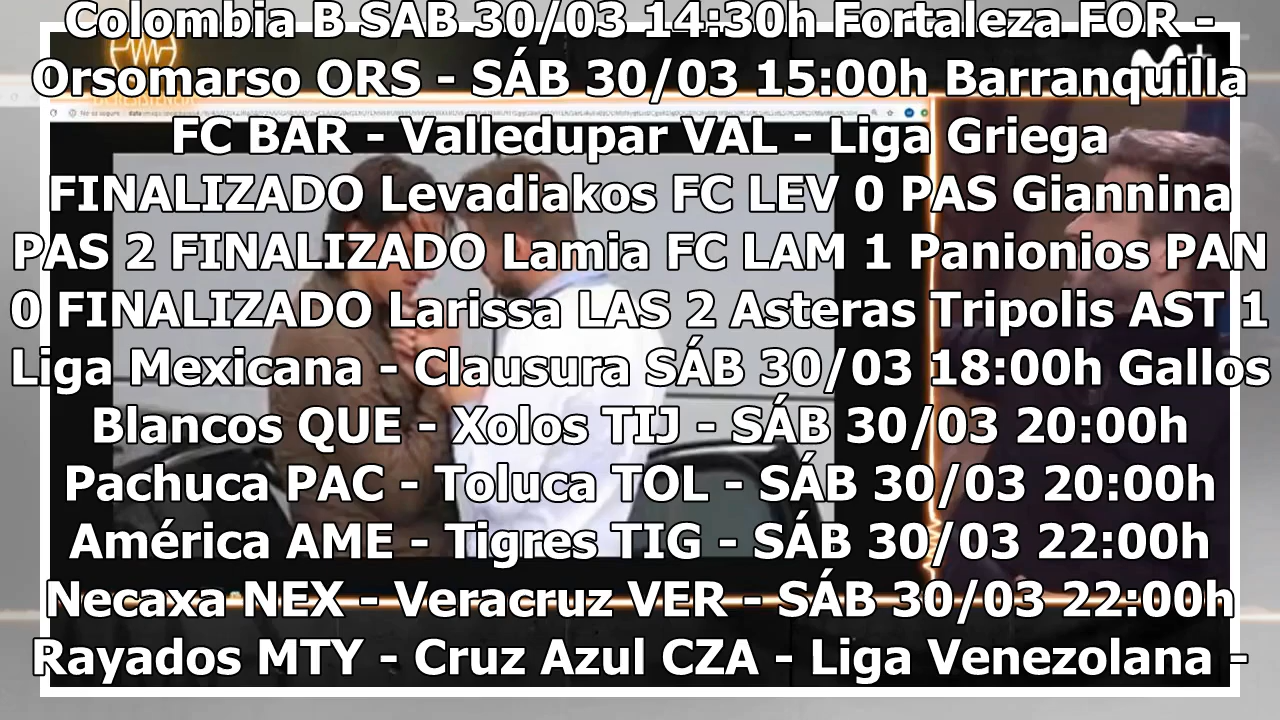 Colombia B SÁB 30/03 14:30h Fortaleza FOR -
Orsomarso ORS - SÁB 30/03 15:00h Barranquilla
FC BAR - Valledupar VAL - Liga Griega
FINALIZADO Levadiakos FC LEV 0 PAS Giannina
PAS 2 FINALIZADO Lamia FC LAM 1 Panionios PAN
0 FINALIZADO Larissa LAS 2 Asteras Tripolis AST 1
Liga Mexicana - Clausura SÁB 30/03 18:00h Gallos
Blancos QUE - Xolos TIJ - SÁB 30/03 20:00h
Pachuca PAC - Toluca TOL - SÁB 30/03 20:00h
América AME - Tigres TIG - SÁB 30/03 22:00h
Necaxa NEX - Veracruz VER - SÁB 30/03 22:00h
Rayados MTY - Cruz Azul CZA - Liga Venezolana -